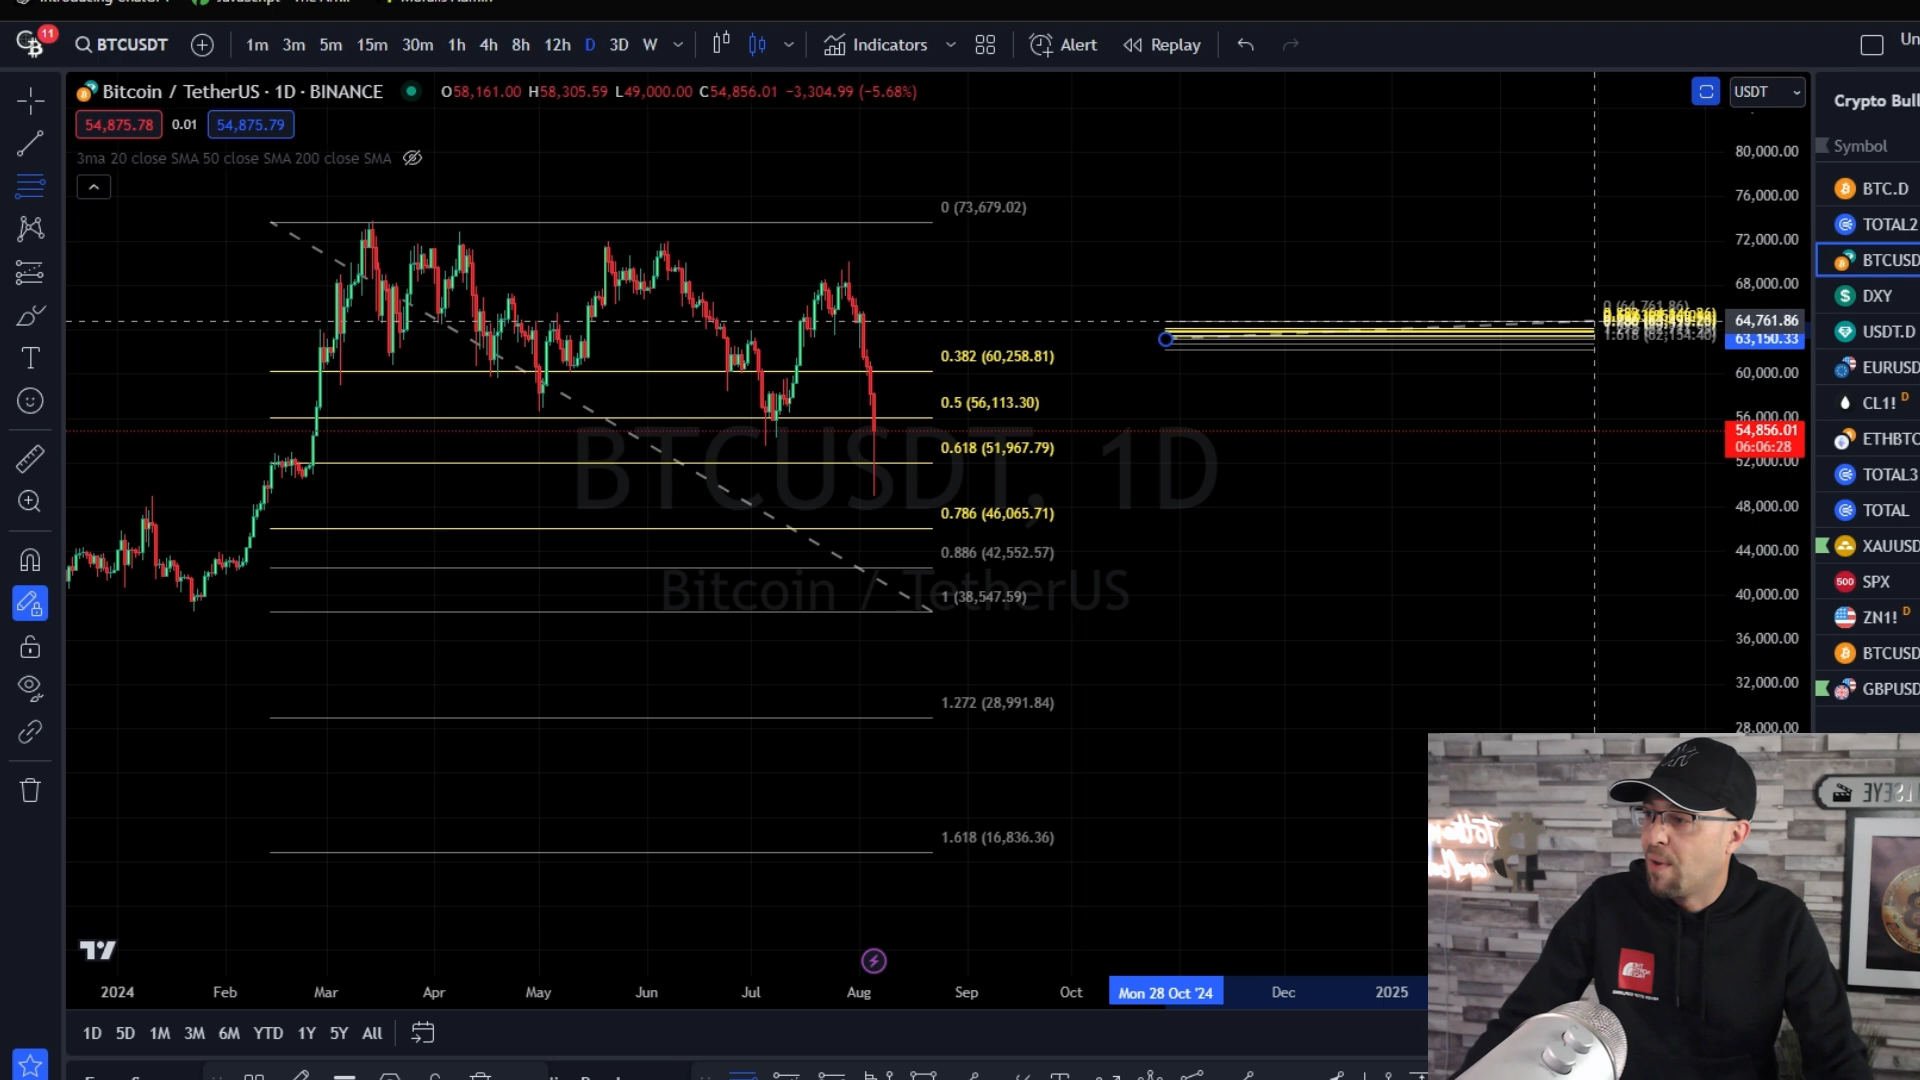 11
BTCUSDT
1m 3m 5m 15m 30m 1h 4h 8h 12h D 3D W
Indicators
Alert
Replay
Un
Bitcoin / TetherUS · 1D · BINANCE
O58,161.00 H58,305.59 L49,000.00 C54,856.01 −3,304.99 (−5.68%)
54,875.78 0.01 54,875.79
3ma 20 close SMA 50 close SMA 200 close SMA
USDT
80,000.00
76,000.00
72,000.00
68,000.00
64,761.86
63,150.33
60,000.00
56,000.00
54,856.01
06:06:28
52,000.00
48,000.00
44,000.00
40,000.00
36,000.00
32,000.00
28,000.00
0 (73,679.02)
0.382 (60,258.81)
0.5 (56,113.30)
0.618 (51,967.79)
0.786 (46,065.71)
0.886 (42,552.57)
1 (38,547.59)
1.272 (28,991.84)
1.618 (16,836.36)
0 (64,761.86)
BTCUSDT, 1D
Bitcoin / TetherUS
2024 Feb Mar Apr May Jun Jul Aug Sep Oct Mon 28 Oct '24 Dec 2025
1D 5D 1M 3M 6M YTD 1Y 5Y All
Crypto Bull
Symbol
BTC.D
TOTAL2
BTCUSD
DXY
USDT.D
EURUSD
CL1! D
ETHBTC
TOTAL3
TOTAL
XAUUSD
500 SPX
ZN1! D
BTCUSD
GBPUSD